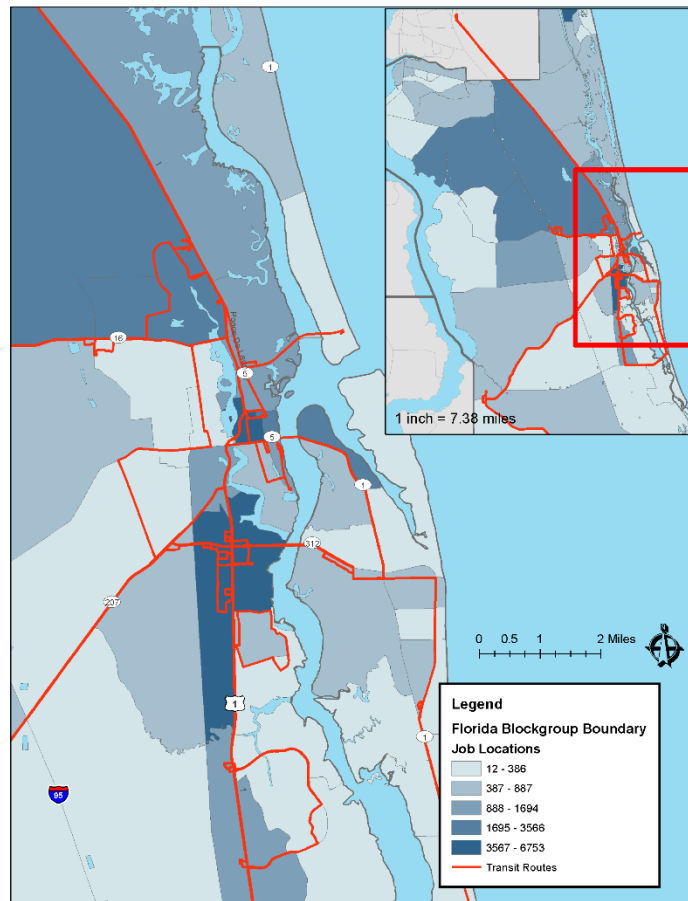 1
16
5
5
1
312
207
1
1
95
1 inch = 7.38 miles
0 0.5 1 2 Miles
Legend
Florida Blockgroup Boundary
Job Locations
12 - 386
387 - 887
888 - 1694
1695 - 3566
3567 - 6753
Transit Routes